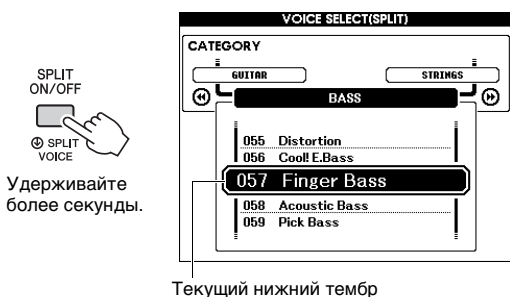 VOICE SELECT(SPLIT)
CATEGORY
GUITAR
STRINGS
BASS
055 Distortion
056 Cool! E.Bass
057 Finger Bass
058 Acoustic Bass
059 Pick Bass
SPLIT
ON/OFF
SPLIT
VOICE
Удерживайте
более секунды.
Текущий нижний тембр